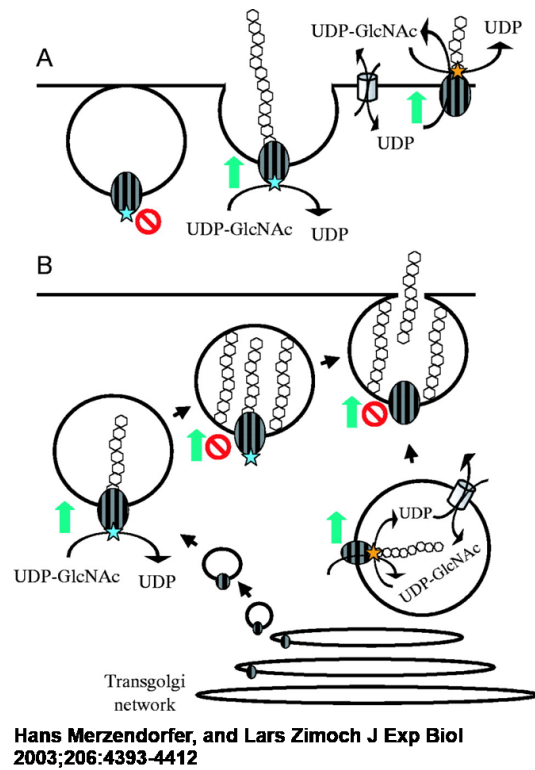 A
UDP-GlcNAc
UDP
UDP
UDP-GlcNAc
UDP
B
UDP
UDP-GlcNAc
UDP-GlcNAc
UDP
Transgolgi
network
Hans Merzendorfer, and Lars Zimoch J Exp Biol
2003;206:4393-4412